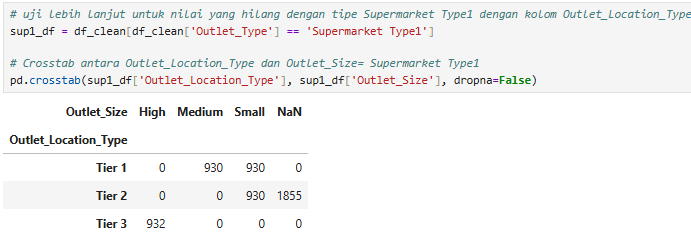 # uji lebih lanjut untuk nilai yang hilang dengan tipe Supermarket Type1 dengan kolom Outlet_Location_Type
sup1_df = df_clean[df_clean['Outlet_Type'] == 'Supermarket Type1']
# Crosstab antara Outlet_Location_Type dan Outlet_Size= Supermarket Type1
pd.crosstab(sup1_df['Outlet_Location_Type'], sup1_df['Outlet_Size'], dropna=False)
Outlet_Size High Medium Small NaN
Outlet_Location_Type
Tier 1 0 930 930 0
Tier 2 0 0 930 1855
Tier 3 932 0 0 0